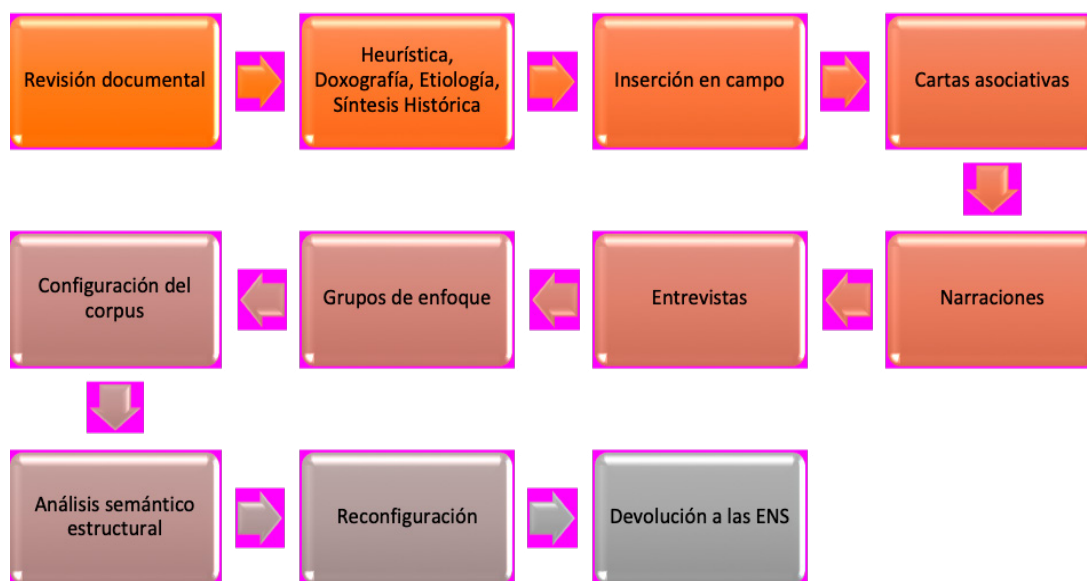 Revisión documental
Heurística,
Doxografía, Etiología,
Síntesis Histórica
Inserción en campo
Cartas asociativas
Narraciones
Entrevistas
Grupos de enfoque
Configuración del
corpus
Análisis semántico
estructural
Reconfiguración
Devolución a las ENS